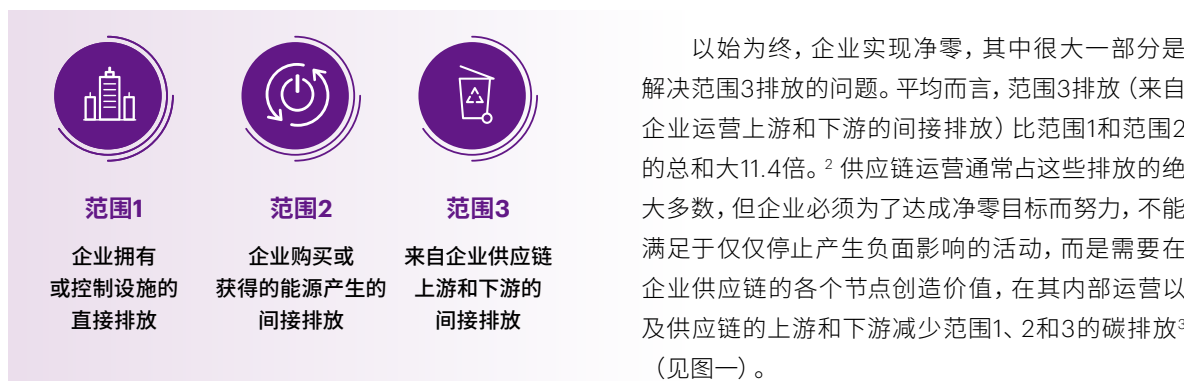 范围1
企业拥有
或控制设施的
直接排放
范围2
企业购买或
获得的能源产生的
间接排放
范围3
来自企业供应链
上游和下游的
间接排放
以始为终，企业实现净零，其中很大一部分是
解决范围3排放的问题。平均而言，范围3排放（来自
企业运营上游和下游的间接排放）比范围1和范围2
的总和大11.4倍。² 供应链运营通常占这些排放的绝
大多数，但企业必须为了达成净零目标而努力，不能
满足于仅仅停止产生负面影响的活动，而是需要在
企业供应链的各个节点创造价值，在其内部运营以
及供应链的上游和下游减少范围1、2和3的碳排放³
（见图一）。